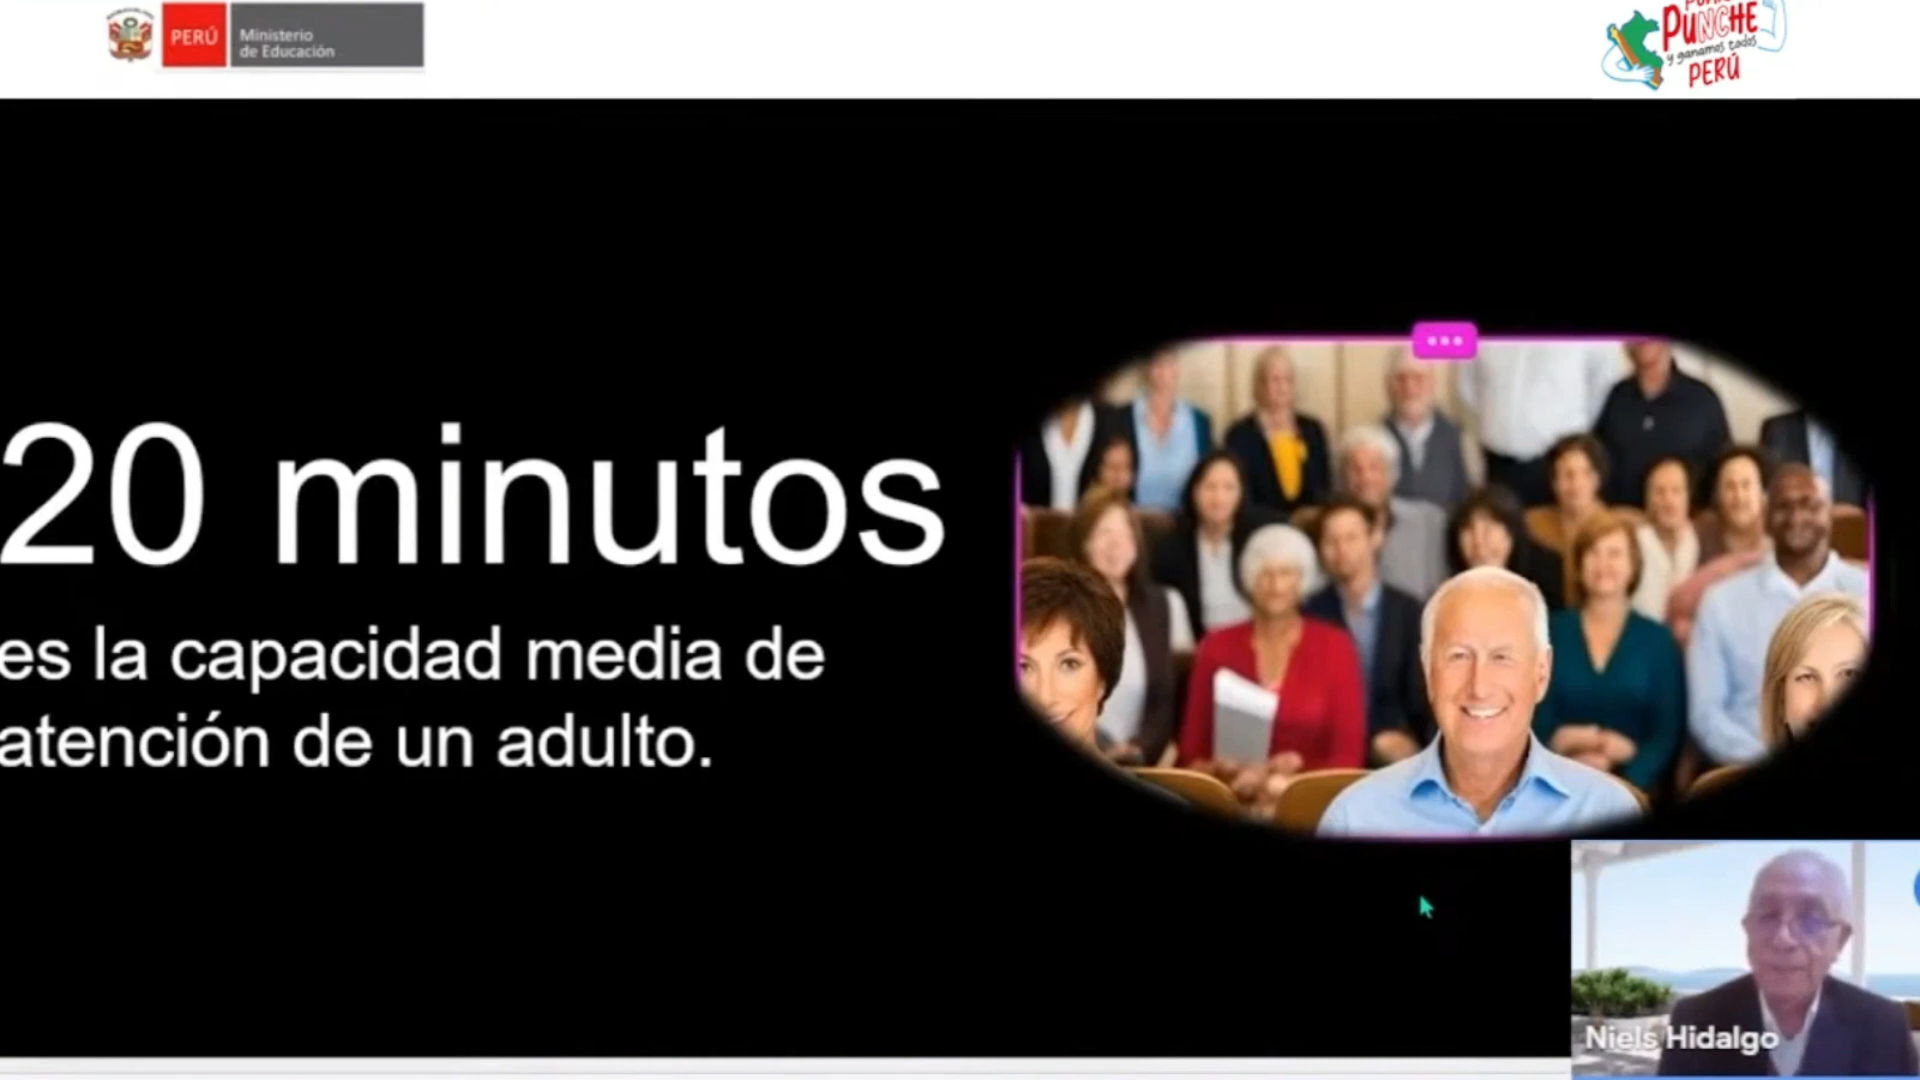 PERÚ
Ministerio
de Educación
PUNCHE
y ganamos todos
PERÚ
20 minutos
es la capacidad media de
atención de un adulto.
Niels Hidalgo